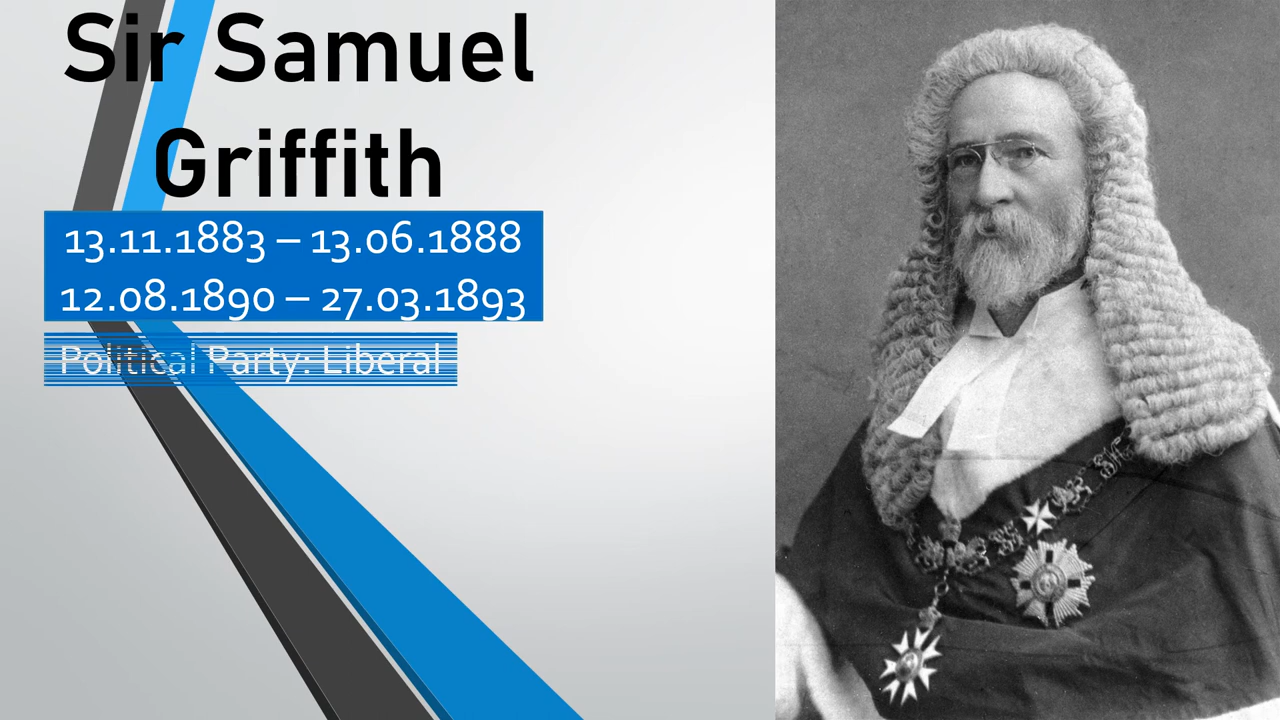 Sir Samuel
Griffith
13.11.1883 – 13.06.1888
12.08.1890 – 27.03.1893
Political Party: Liberal